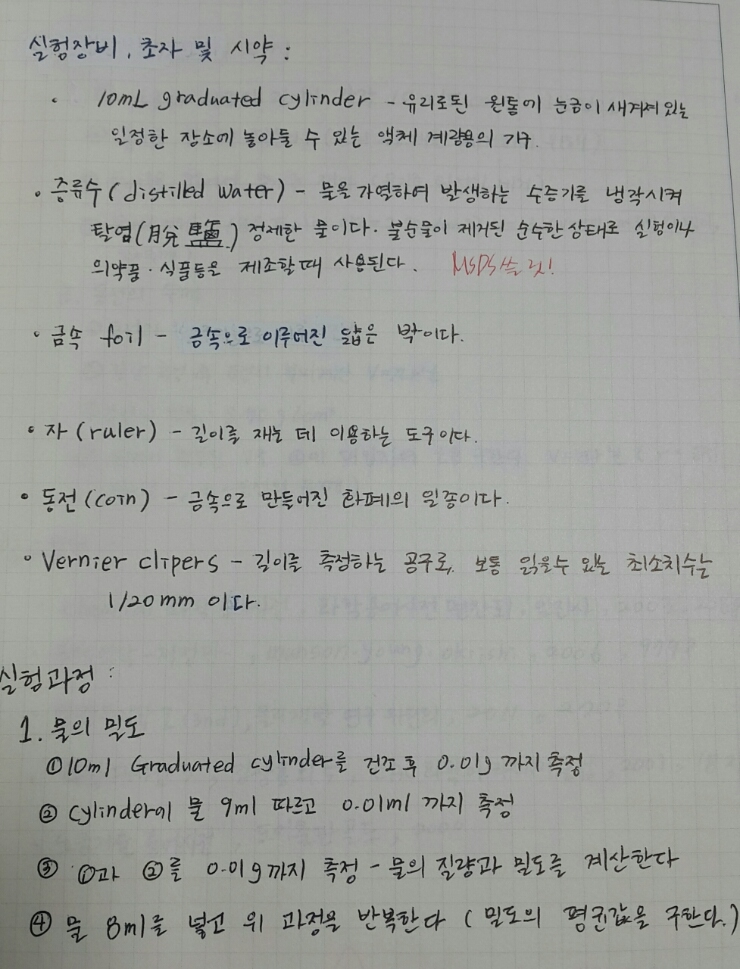 실험장비, 초자 및 시약 :
· 10mL graduated cylinder - 유리로된 원통에 눈금이 새겨져 있는
일정한 장소에 놓아둘 수 있는 액체 계량용의 기구.
· 증류수 (distilled water) - 물을 가열하여 발생하는 수증기를 냉각시켜
탈염(脫鹽) 정제한 물이다. 불순물이 제거된 순수한 상태로 실험이나
의약품·식품등을 제조할때 사용된다. MSDS 쓸 것!
· 금속 foil - 금속으로 이루어진 얇은 박이다.
· 자 (ruler) - 길이를 재는 데 이용하는 도구이다.
· 동전 (coin) - 금속으로 만들어진 화폐의 일종이다.
· Vernier clipers - 길이를 측정하는 공구로, 보통 읽을수 있는 최소치수는
1/20mm 이다.
실험과정 :
1. 물의 밀도
① 10ml Graduated cylinder를 건조 후 0.01g 까지 측정
② Cylinder에 물 9ml 따르고 0.01ml 까지 측정
③ ①과 ②를 0.01g까지 측정 - 물의 질량과 밀도를 계산한다
④ 물 8ml를 넣고 위 과정을 반복한다 (밀도의 평균값을 구한다.)